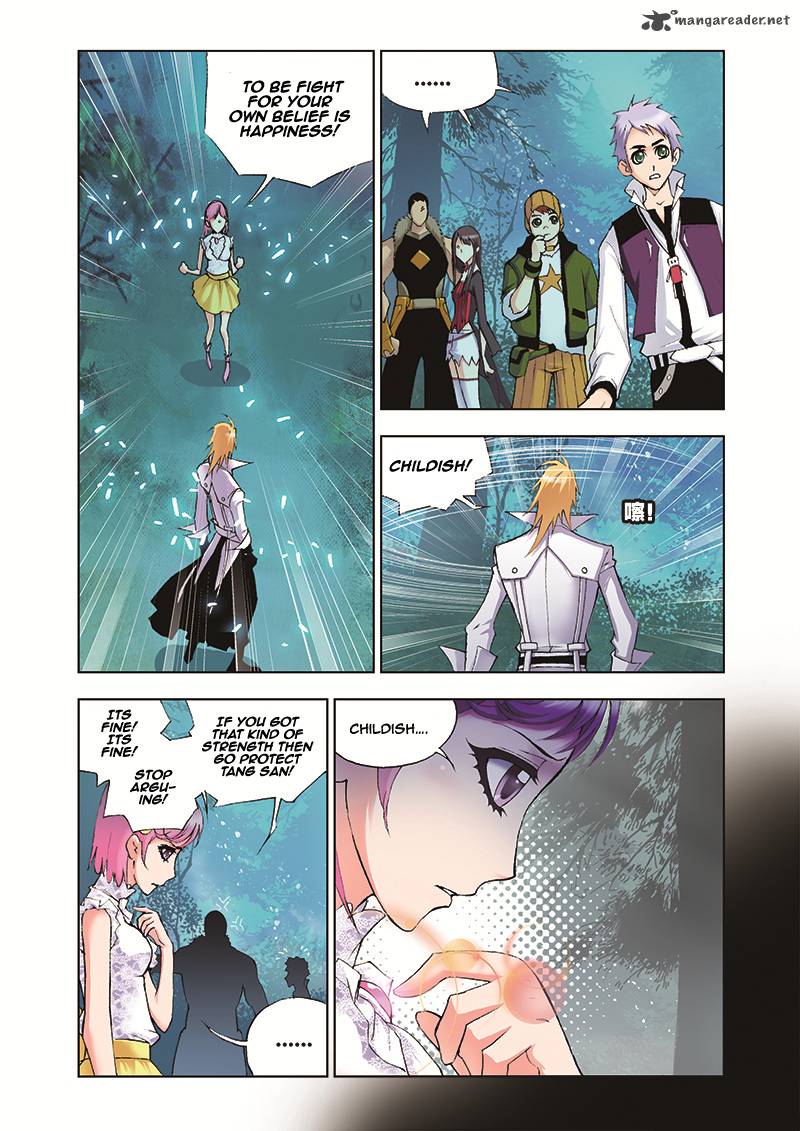 mangareader.net
TO BE FIGHT
FOR YOUR
OWN BELIEF IS
HAPPINESS!
......
CHILDISH!
嚓!
ITS
FINE!
ITS
FINE!
STOP
ARGU-
ING!
IF YOU GOT
THAT KIND OF
STRENGTH THEN
GO PROTECT
TANG SAN!
......
CHILDISH....